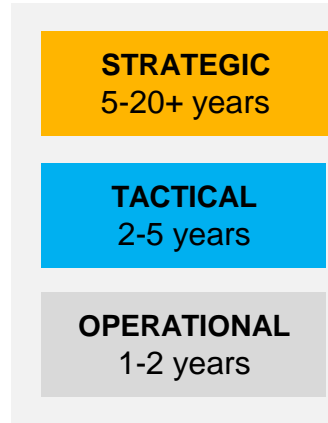 STRATEGIC
5-20+ years
TACTICAL
2-5 years
OPERATIONAL
1-2 years